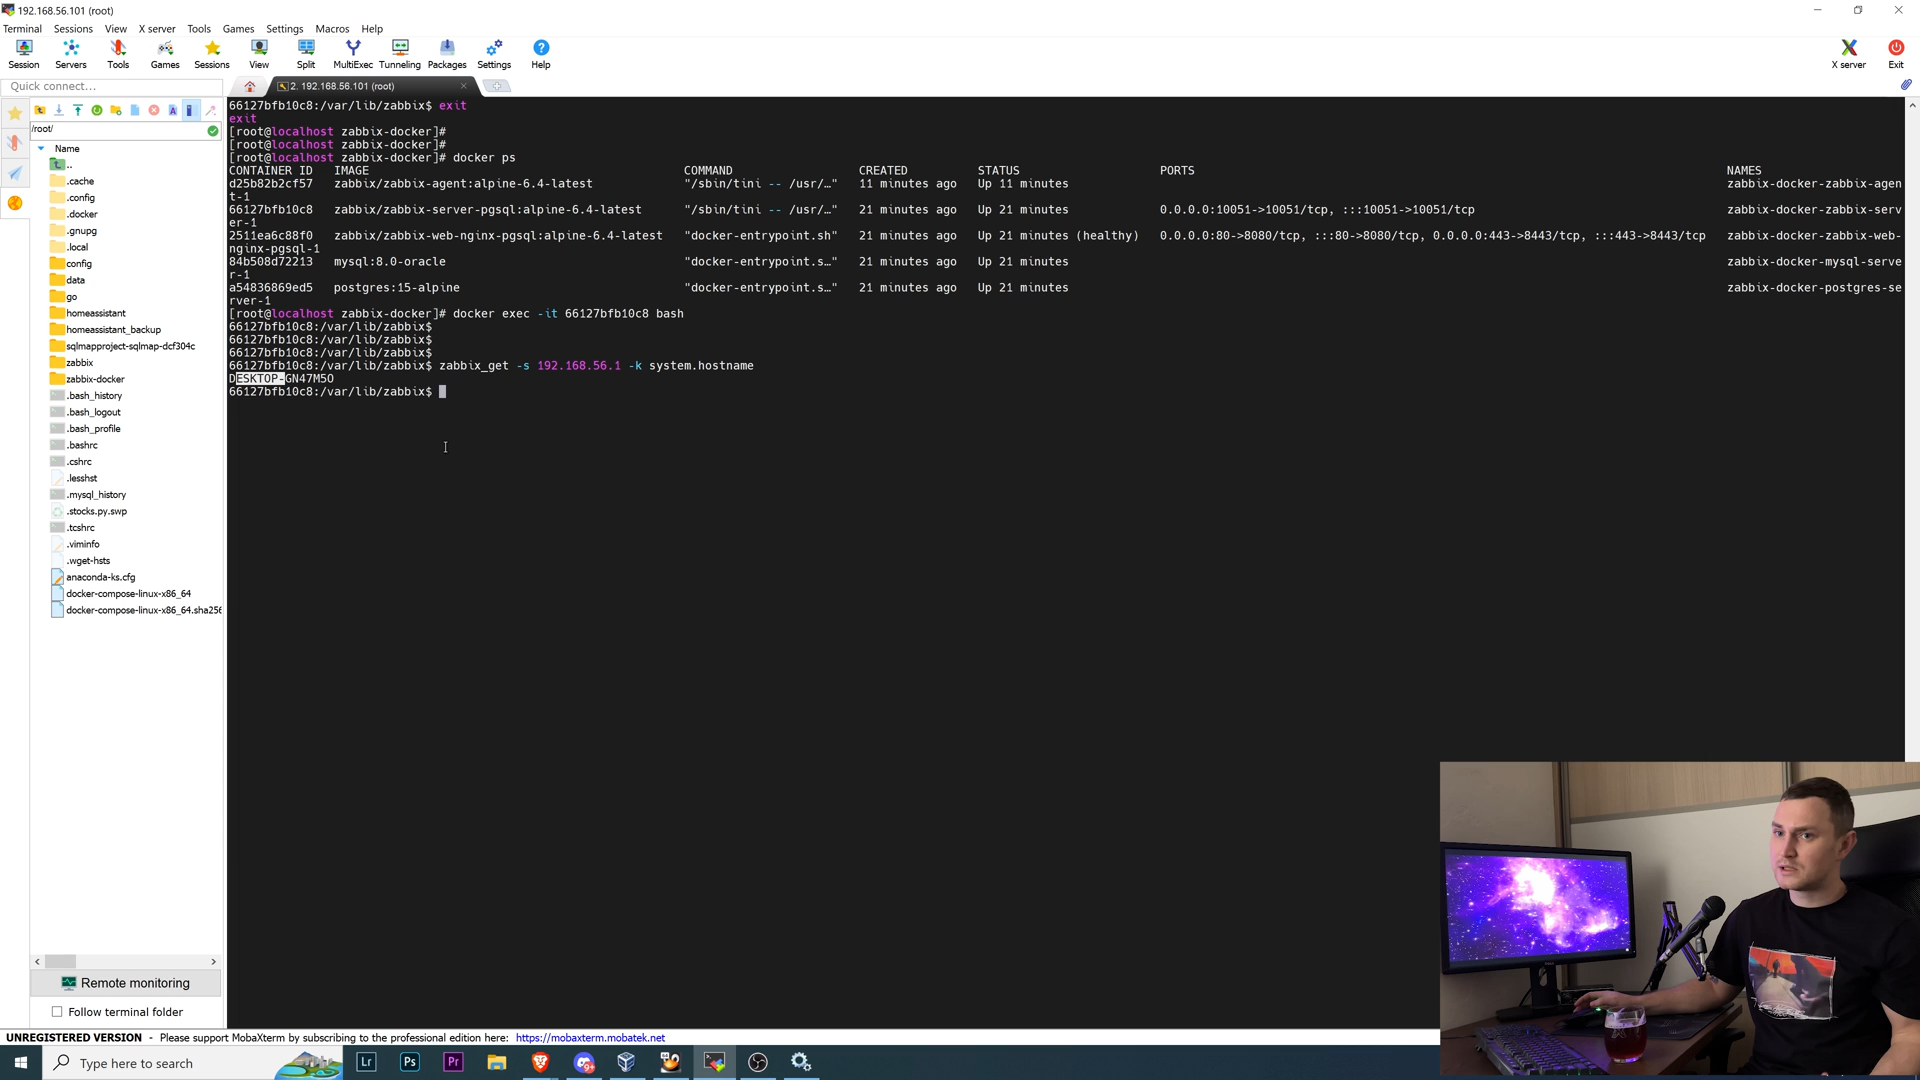 192.168.56.101 (root)
Terminal Sessions View X server Tools Games Settings Macros Help
Session Servers Tools Games Sessions View Split MultiExec Tunneling Packages Settings Help X server Exit
Quick connect...
2. 192.168.56.101 (root)
/root/
Name
..
.cache
.config
.docker
.gnupg
.local
config
data
go
homeassistant
homeassistant_backup
sqlmapproject-sqlmap-dcf304c
zabbix
zabbix-docker
.bash_history
.bash_logout
.bash_profile
.bashrc
.cshrc
.lesshst
.mysql_history
.stocks.py.swp
.tcshrc
.viminfo
.wget-hsts
anaconda-ks.cfg
docker-compose-linux-x86_64
docker-compose-linux-x86_64.sha256
Remote monitoring
Follow terminal folder
66127bfb10c8:/var/lib/zabbix$ exit
exit
[root@localhost zabbix-docker]#
[root@localhost zabbix-docker]#
[root@localhost zabbix-docker]# docker ps
CONTAINER ID IMAGE COMMAND CREATED STATUS PORTS NAMES
d25b82b2cf57 zabbix/zabbix-agent:alpine-6.4-latest "/sbin/tini -- /usr/…" 11 minutes ago Up 11 minutes zabbix-docker-zabbix-agen
t-1
66127bfb10c8 zabbix/zabbix-server-pgsql:alpine-6.4-latest "/sbin/tini -- /usr/…" 21 minutes ago Up 21 minutes 0.0.0.0:10051->10051/tcp, :::10051->10051/tcp zabbix-docker-zabbix-serv
er-1
2511ea6c88f0 zabbix/zabbix-web-nginx-pgsql:alpine-6.4-latest "docker-entrypoint.sh" 21 minutes ago Up 21 minutes (healthy) 0.0.0.0:80->8080/tcp, :::80->8080/tcp, 0.0.0.0:443->8443/tcp, :::443->8443/tcp zabbix-docker-zabbix-web-
nginx-pgsql-1
84b508d72213 mysql:8.0-oracle "docker-entrypoint.s…" 21 minutes ago Up 21 minutes zabbix-docker-mysql-serve
r-1
a54836869ed5 postgres:15-alpine "docker-entrypoint.s…" 21 minutes ago Up 21 minutes zabbix-docker-postgres-se
rver-1
[root@localhost zabbix-docker]# docker exec -it 66127bfb10c8 bash
66127bfb10c8:/var/lib/zabbix$
66127bfb10c8:/var/lib/zabbix$
66127bfb10c8:/var/lib/zabbix$
66127bfb10c8:/var/lib/zabbix$ zabbix_get -s 192.168.56.1 -k system.hostname
DESKTOP-GN47M5O
66127bfb10c8:/var/lib/zabbix$
UNREGISTERED VERSION - Please support MobaXterm by subscribing to the professional edition here: https://mobaxterm.mobatek.net
Type here to search
Lr Ps Pr